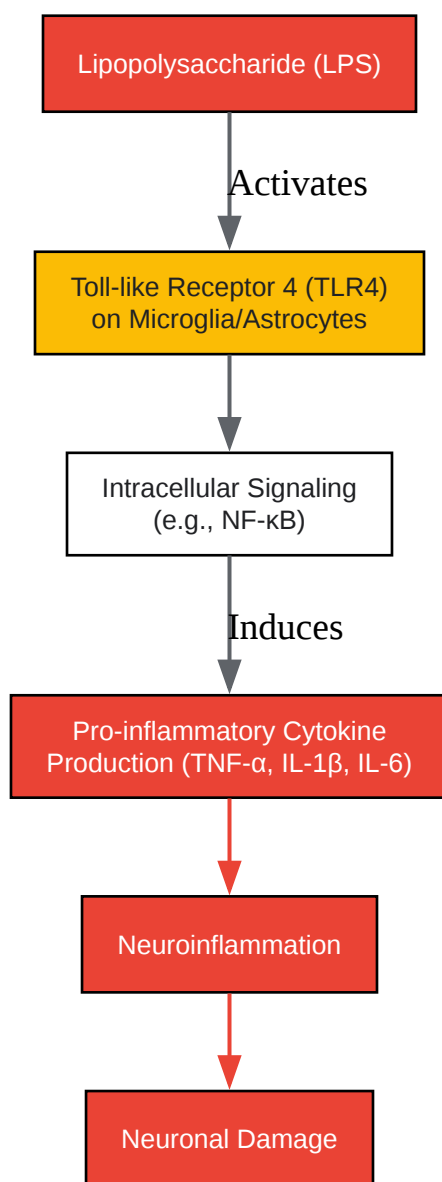 Lipopolysaccharide (LPS)
Activates
Toll-like Receptor 4 (TLR4)
on Microglia/Astrocytes
Intracellular Signaling
(e.g., NF-κB)
Induces
Pro-inflammatory Cytokine
Production (TNF-α, IL-1β, IL-6)
Neuroinflammation
Neuronal Damage